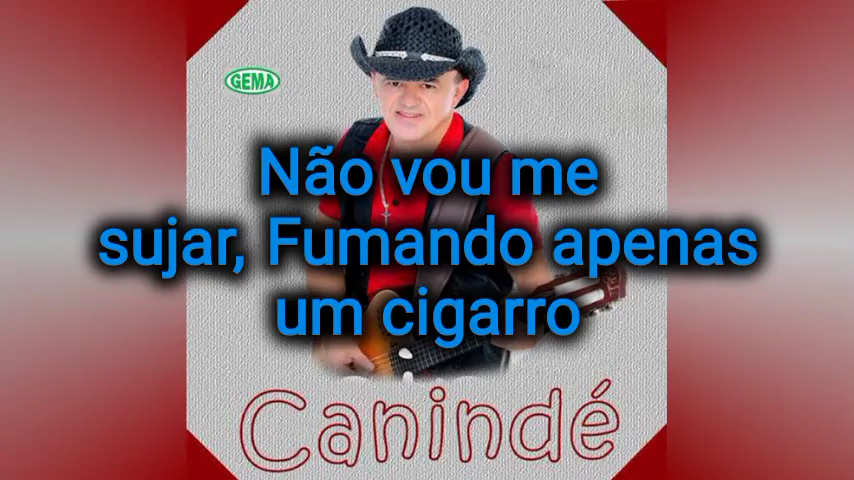 GEMA
Não vou me
sujar, Fumando apenas
um cigarro
Canindé